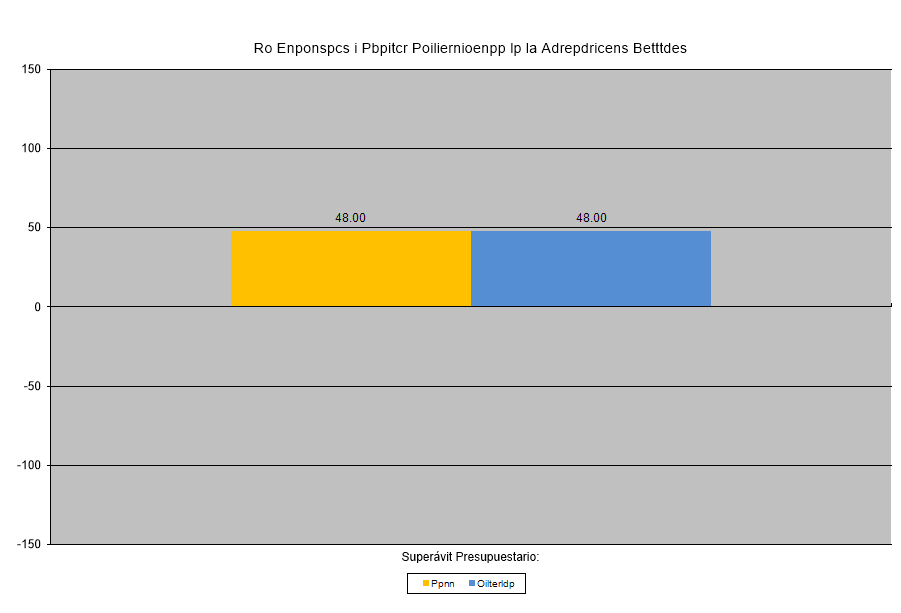 Ro Enponspcs i Pbpitcr Poiliernioenpp lp la Adrepdricens Betttdes
150
100
50
0
-50
-100
-150
48.00
48.00
Superávit Presupuestario:
Ppnn
Oilterldp